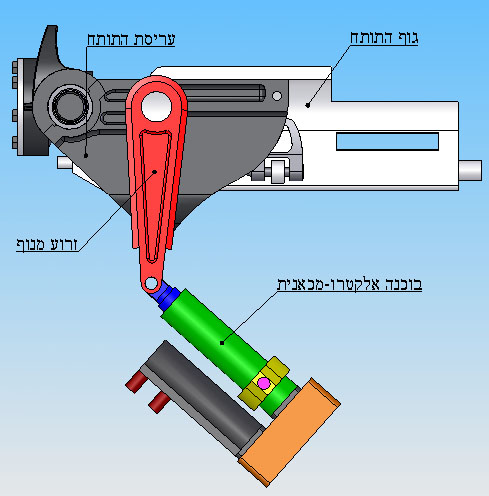 גוף התותח
עריסת התותח
זרוע מנוף
בוכנה אלקטרו-מכאנית